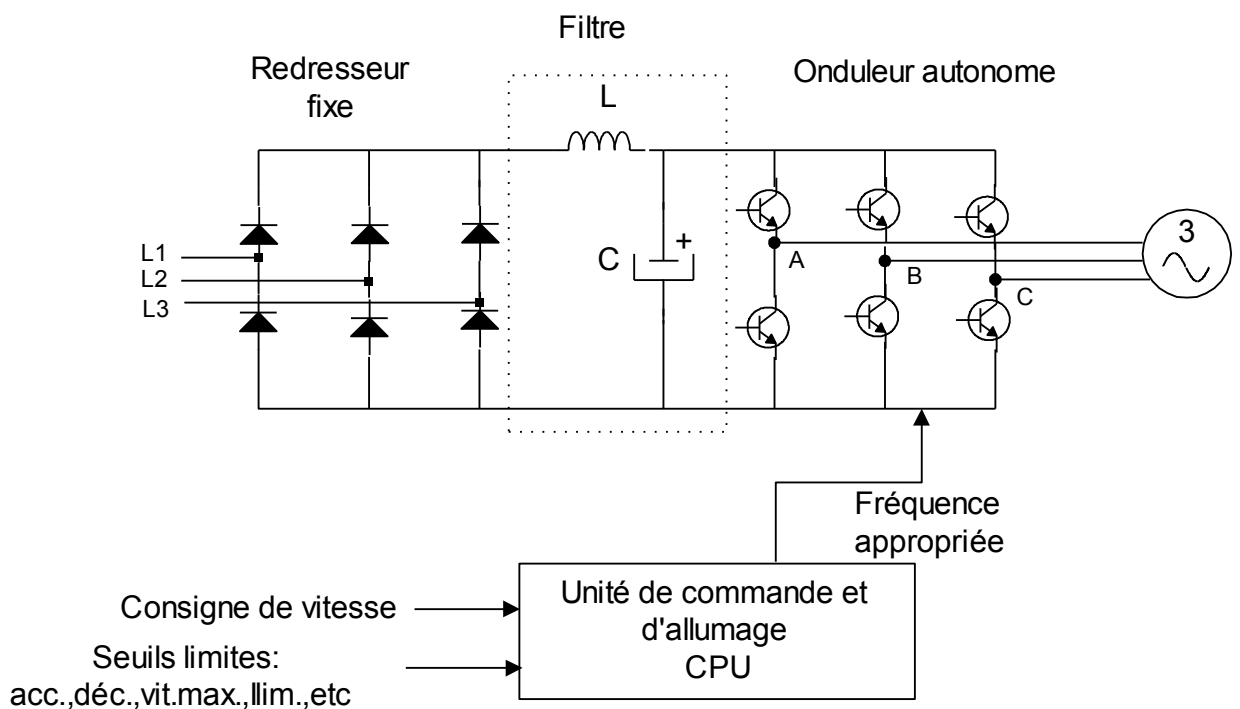 Filtre
Redresseur
fixe
Onduleur autonome
L
L1
L2
L3
C
+
A
B
C
3
Fréquence
appropriée
Consigne de vitesse
Unité de commande et
d'allumage
CPU
Seuils limites:
acc.,déc.,vit.max.,Ilim.,etc